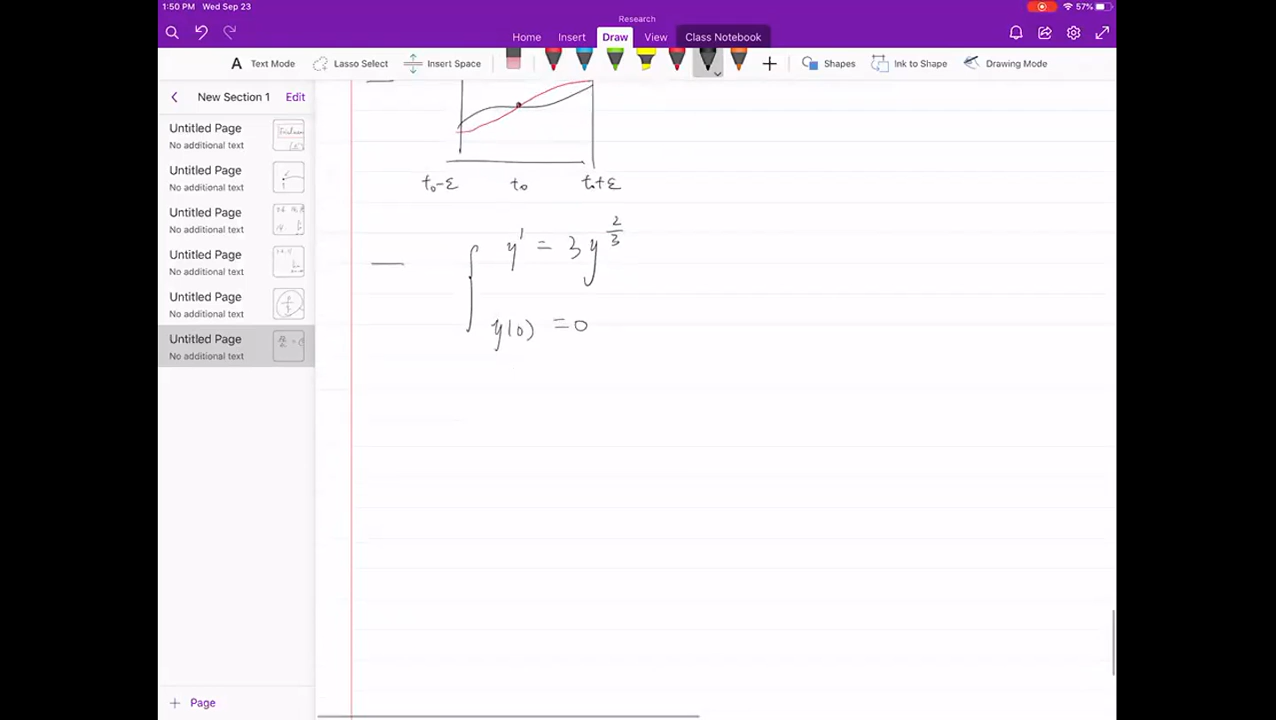 1:50 PM Wed Sep 23
57%
Research
Home Insert Draw View Class Notebook
A Text Mode Lasso Select Insert Space Shapes Ink to Shape Drawing Mode
New Section 1 Edit
Untitled Page
No additional text
Untitled Page
No additional text
Untitled Page
No additional text
Untitled Page
No additional text
Untitled Page
No additional text
Untitled Page
No additional text
+ Page
t₀-ε t₀ t₀+ε
y' = 3y^{2/3}
y(0) = 0